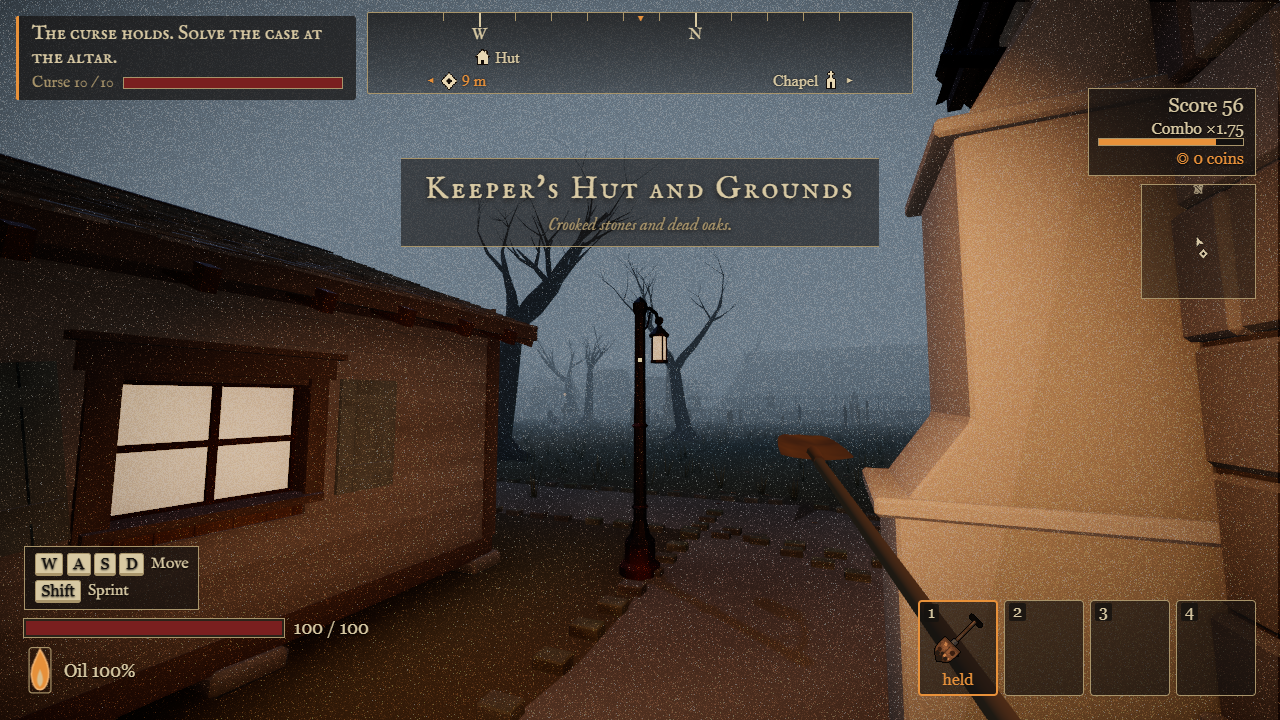 The curse holds. Solve the case at
the altar.
Curse 10 / 10
W
N
Hut
9 m
Chapel
Score 56
Combo ×1.75
0 coins
N
Keeper's Hut and Grounds
Crooked stones and dead oaks.
W A S D Move
Shift Sprint
100 / 100
Oil 100%
1
held
2
3
4